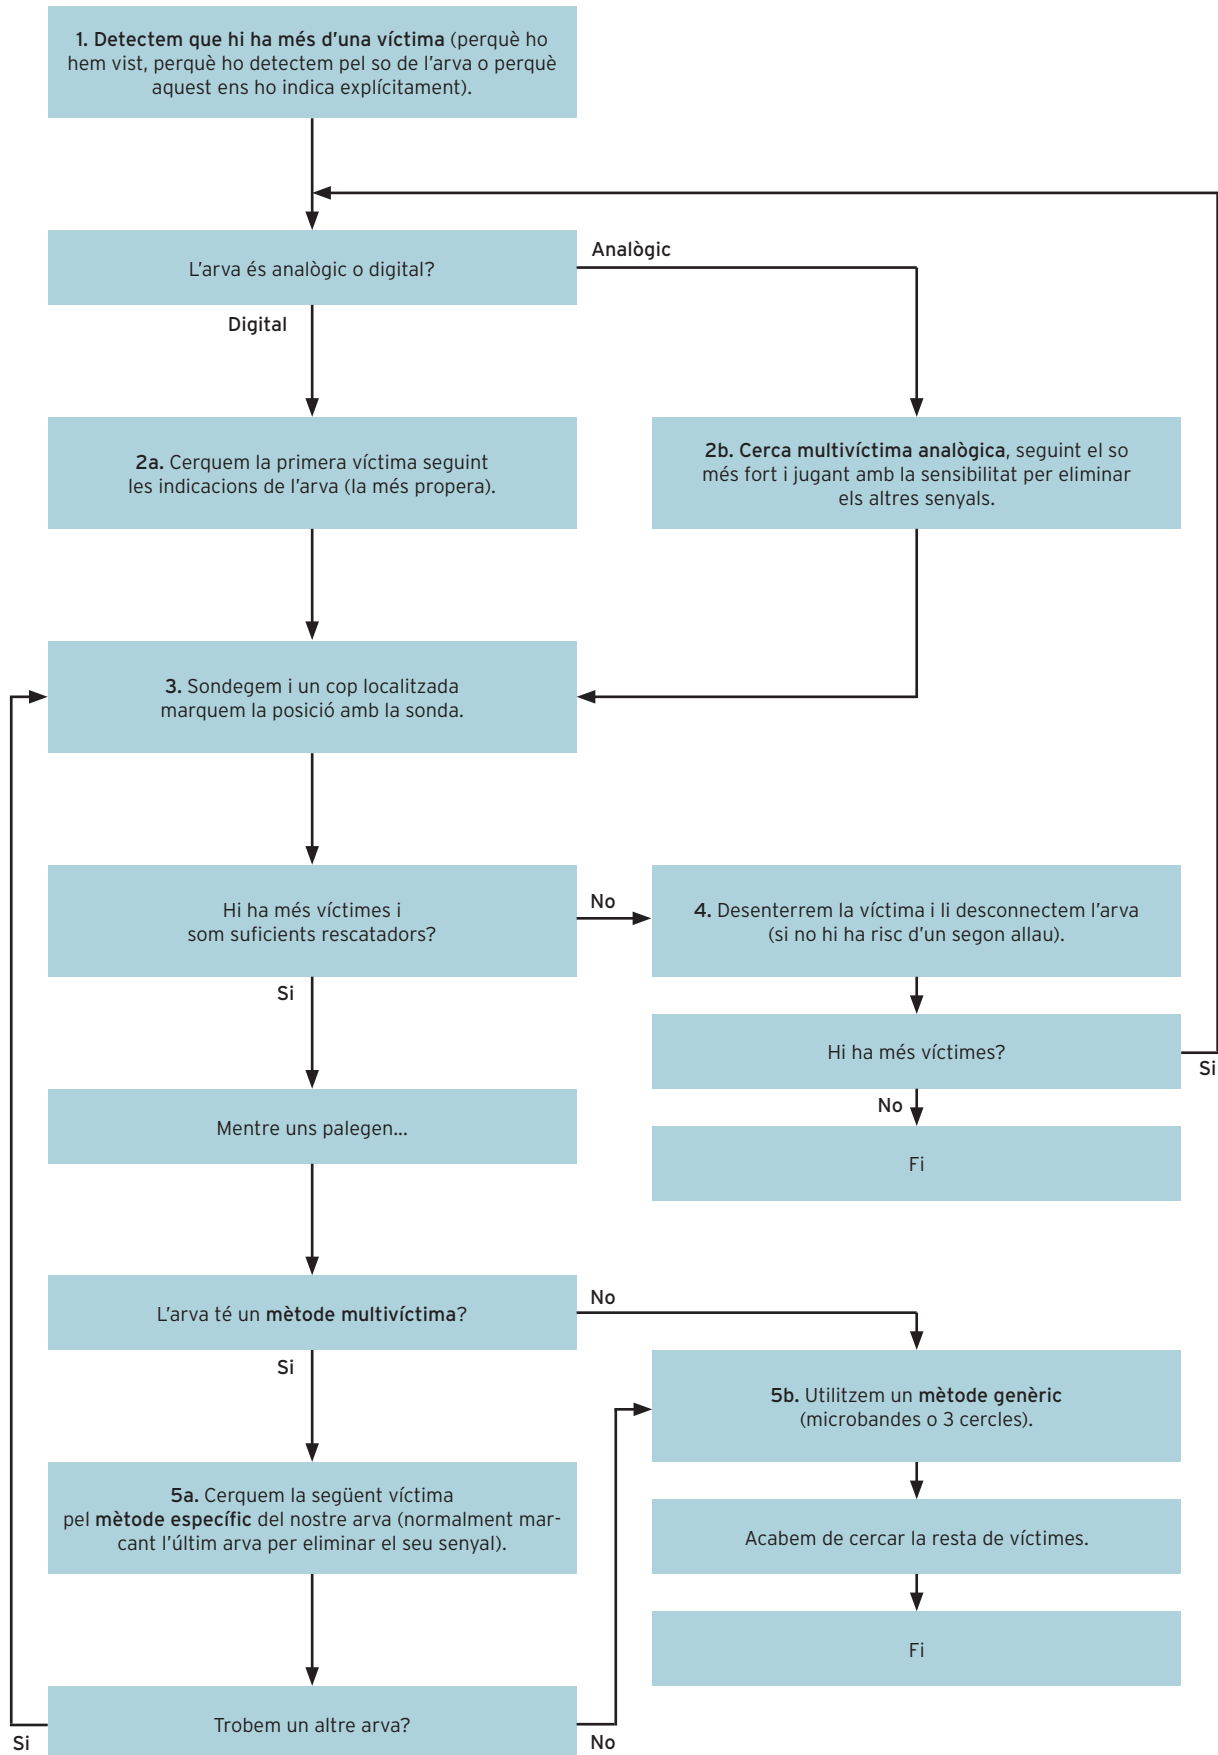 1. Detectem que hi ha més d'una víctima (perquè ho
hem vist, perquè ho detectem pel so de l'arva o perquè
aquest ens ho indica explícitament).
L'arva és analògic o digital?
Analògic
Digital
2a. Cerquem la primera víctima seguint
les indicacions de l'arva (la més propera).
2b. Cerca multivíctima analògica, seguint el so
més fort i jugant amb la sensibilitat per eliminar
els altres senyals.
3. Sondegem i un cop localitzada
marquem la posició amb la sonda.
Hi ha més víctimes i
som suficients rescatadors?
No
4. Desenterrem la víctima i li desconnectem l'arva
(si no hi ha risc d'un segon allau).
Si
Hi ha més víctimes?
Si
No
Mentre uns palegen...
Fi
L'arva té un mètode multivíctima?
No
Si
5b. Utilitzem un mètode genèric
(microbandes o 3 cercles).
5a. Cerquem la següent víctima
pel mètode específic del nostre arva (normalment mar-
cant l'últim arva per eliminar el seu senyal).
Acabem de cercar la resta de víctimes.
Fi
Trobem un altre arva?
Si
No